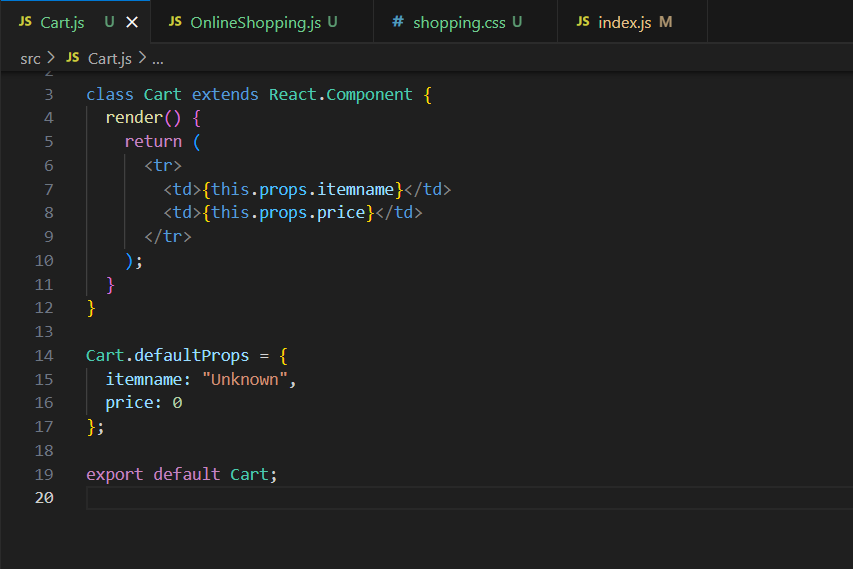 JS Cart.js U × JS OnlineShopping.js U # shopping.css U JS index.js M
src > JS Cart.js > ...
2
3 class Cart extends React.Component {
4   render() {
5     return (
6       <tr>
7         <td>{this.props.itemname}</td>
8         <td>{this.props.price}</td>
9       </tr>
10     );
11   }
12 }
13
14 Cart.defaultProps = {
15   itemname: "Unknown",
16   price: 0
17 };
18
19 export default Cart;
20